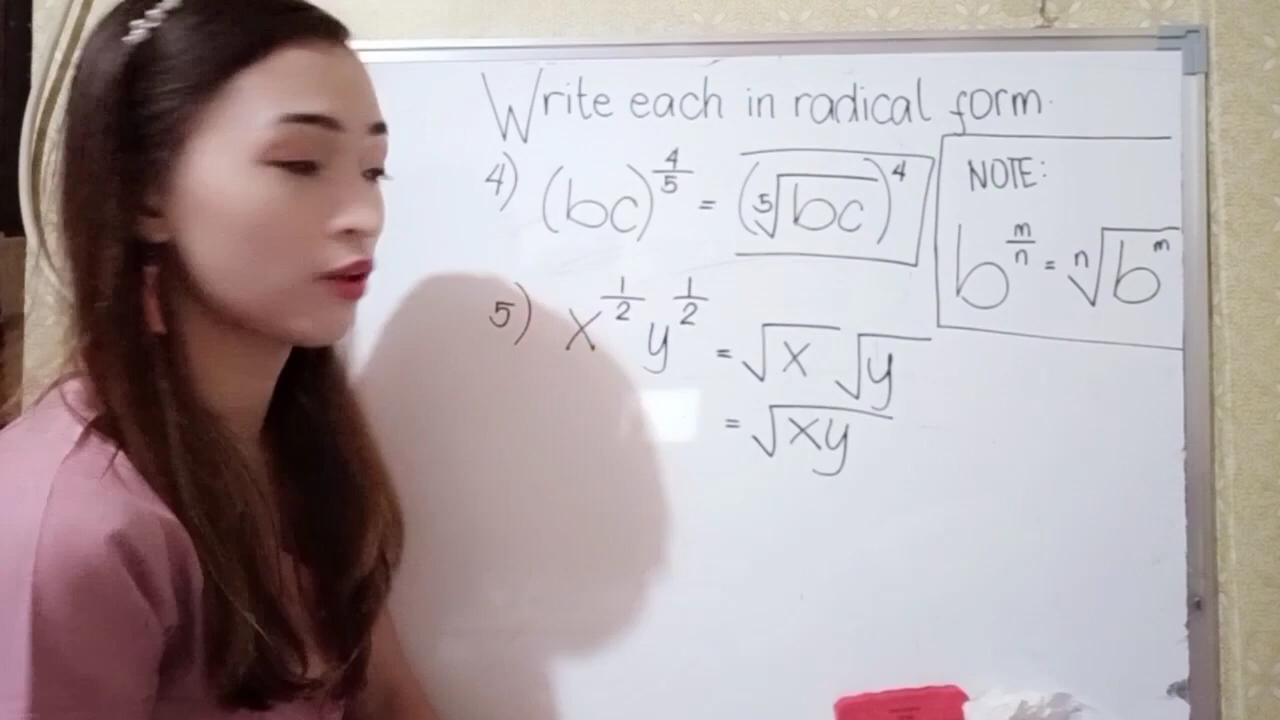 Write each in radical form.
4) (bc)^(4/5) = (⁵√bc)⁴
NOTE:
b^(m/n) = ⁿ√b^m
5) x^(1/2) y^(1/2) = √x √y
= √xy